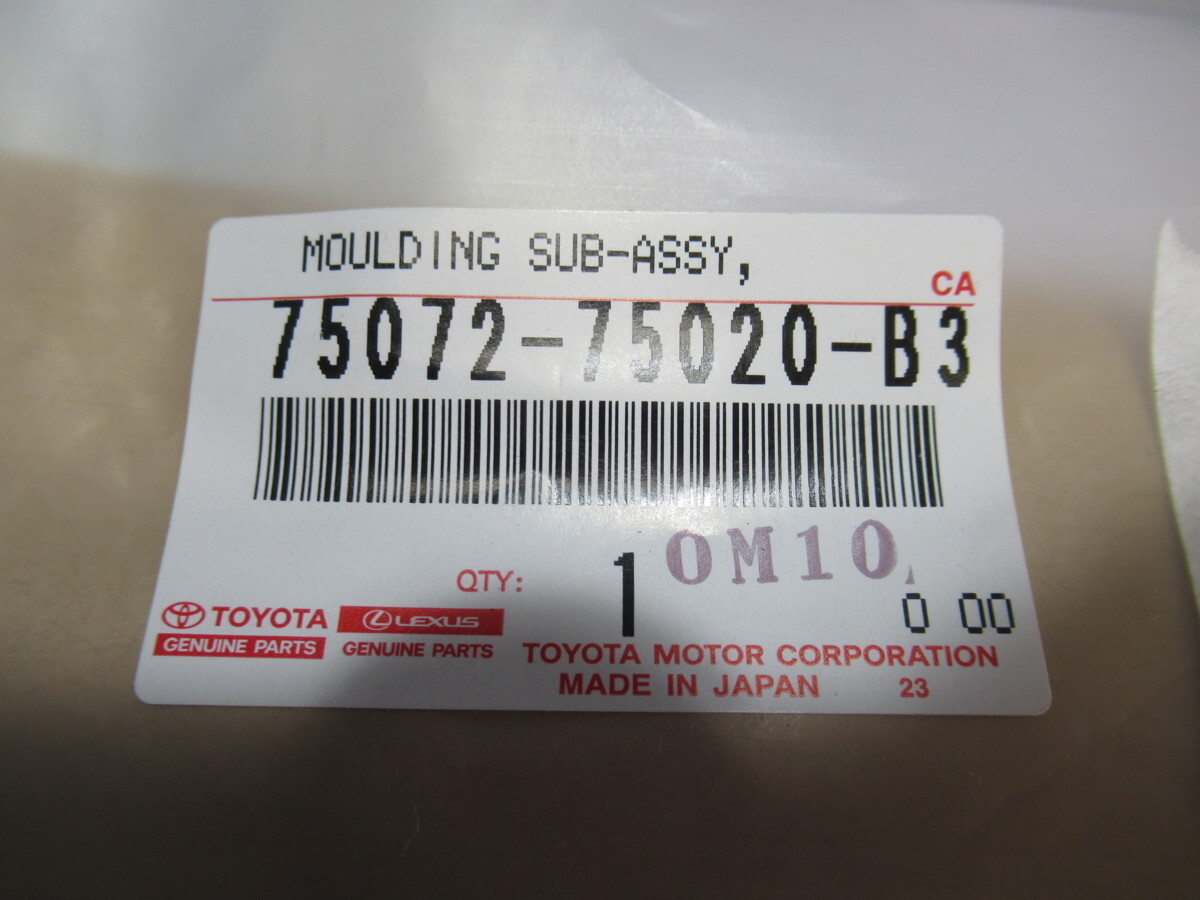 MOULDING SUB-ASSY,
CA
75072-75020-B3
QTY: 1 0M10
0 00
TOYOTA LEXUS
GENUINE PARTS GENUINE PARTS
TOYOTA MOTOR CORPORATION
MADE IN JAPAN 23